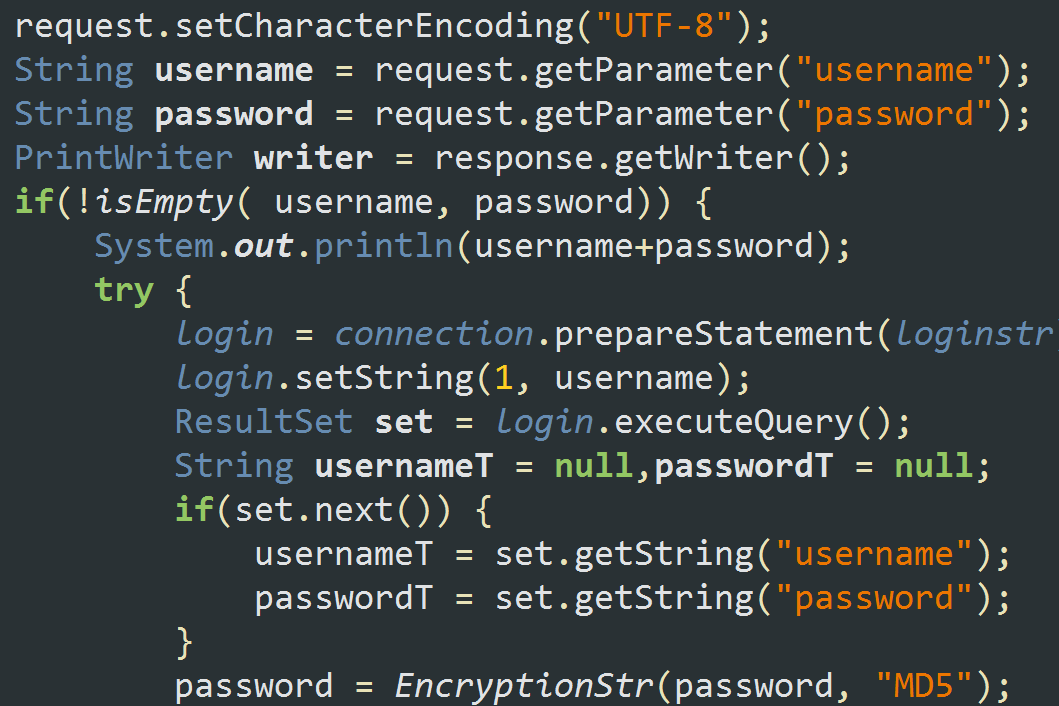 request.setCharacterEncoding("UTF-8");
String username = request.getParameter("username");
String password = request.getParameter("password");
PrintWriter writer = response.getWriter();
if(!isEmpty( username, password)) {
System.out.println(username+password);
try {
login = connection.prepareStatement(loginstr
login.setString(1, username);
ResultSet set = login.executeQuery();
String usernameT = null,passwordT = null;
if(set.next()) {
usernameT = set.getString("username");
passwordT = set.getString("password");
}
password = EncryptionStr(password, "MD5");